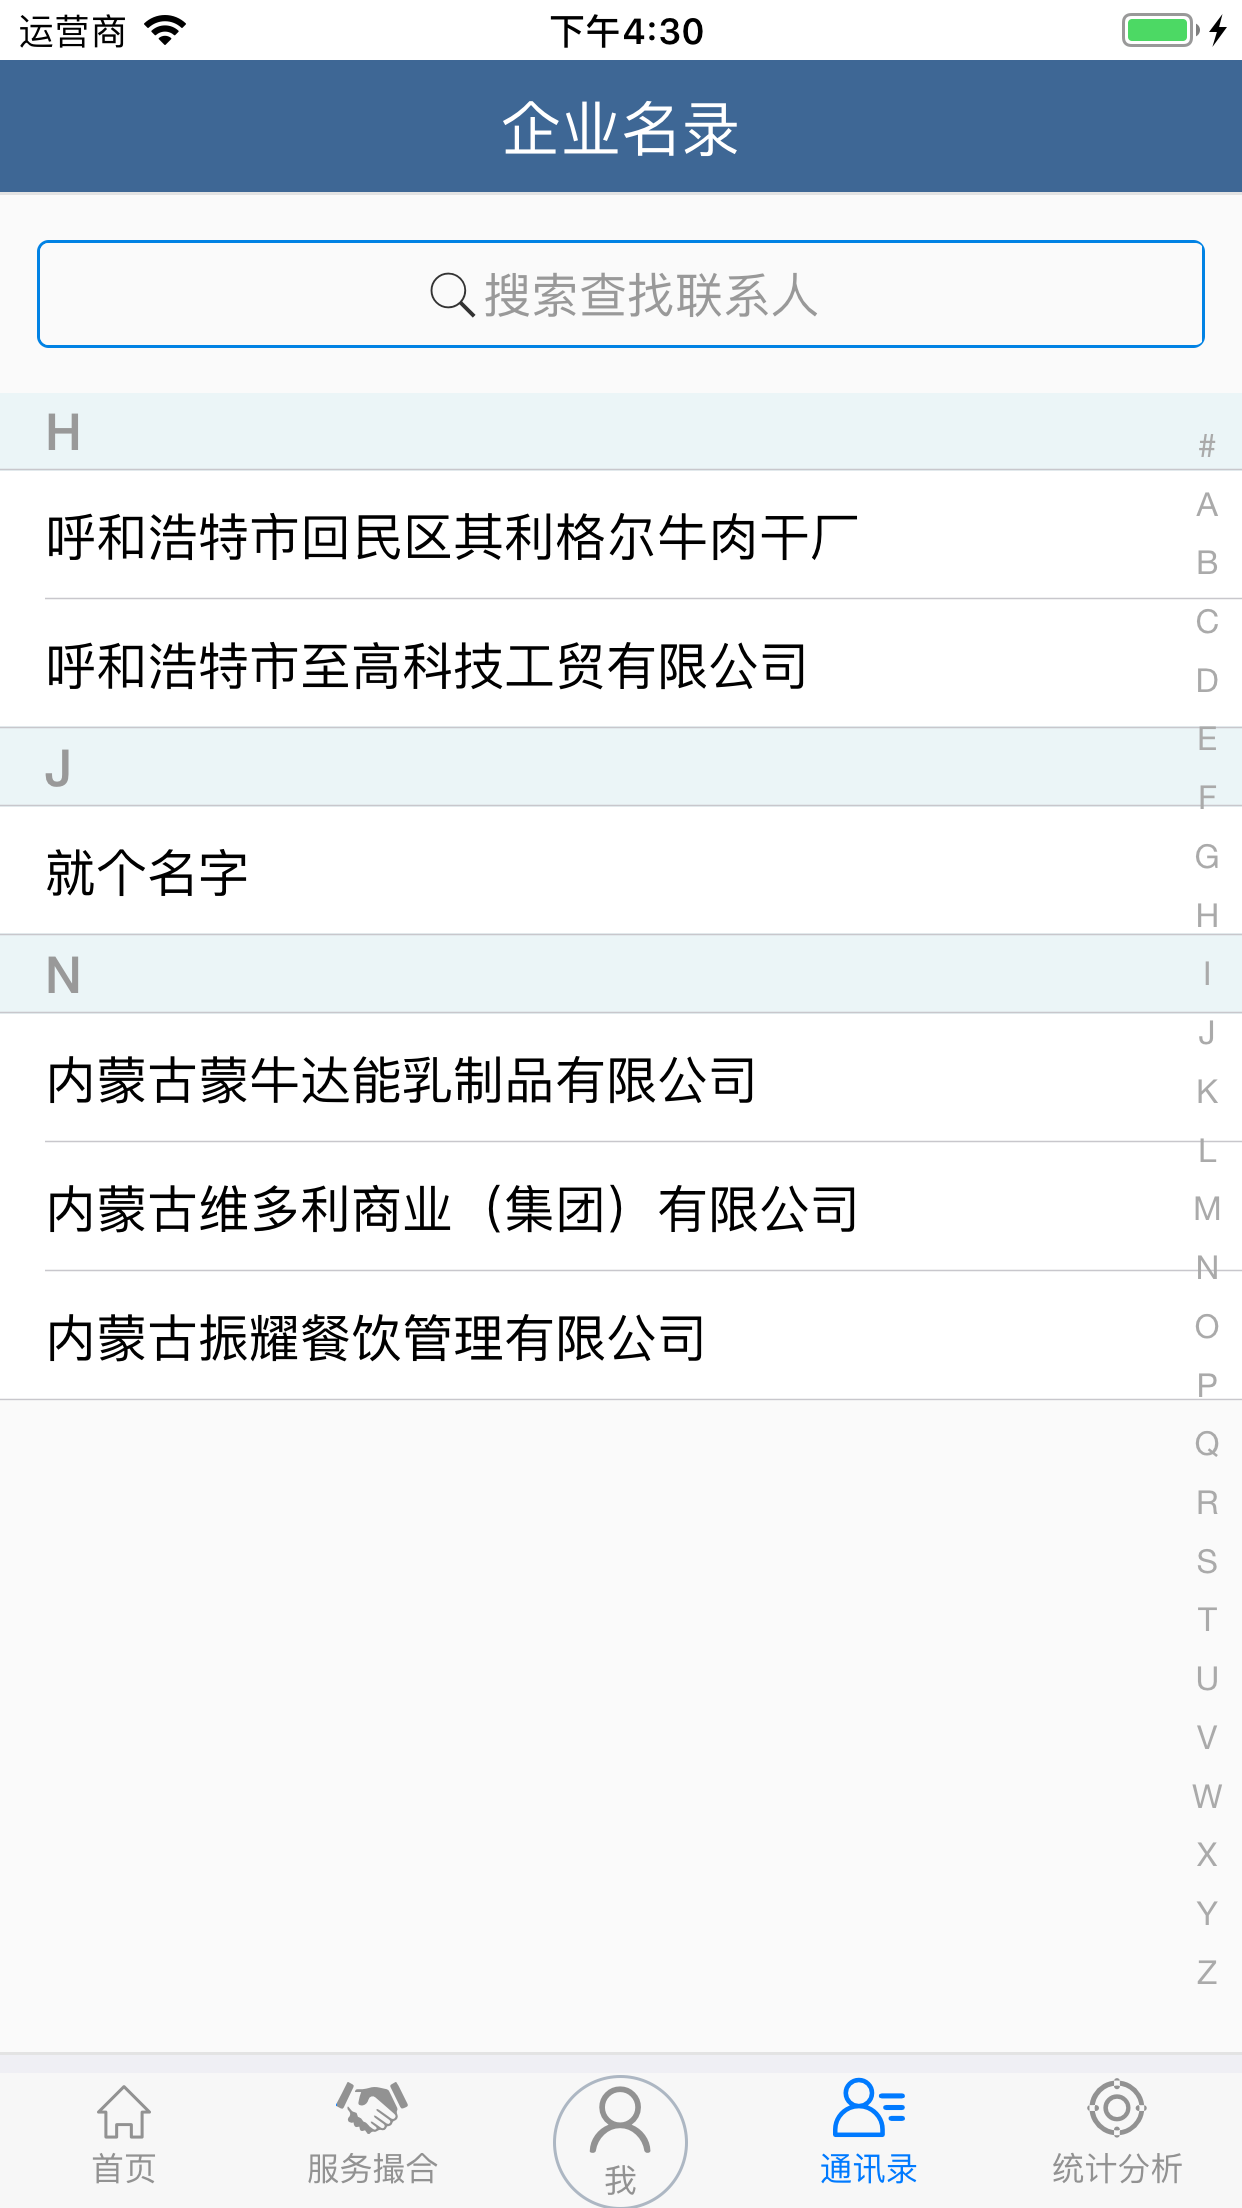 运营商 下午4:30
企业名录
搜索查找联系人
H
呼和浩特市回民区其利格尔牛肉干厂
呼和浩特市至高科技工贸有限公司
J
就个名字
N
内蒙古蒙牛达能乳制品有限公司
内蒙古维多利商业（集团）有限公司
内蒙古振耀餐饮管理有限公司
#
A
B
C
D
E
F
G
H
I
J
K
L
M
N
O
P
Q
R
S
T
U
V
W
X
Y
Z
首页 服务撮合 我 通讯录 统计分析